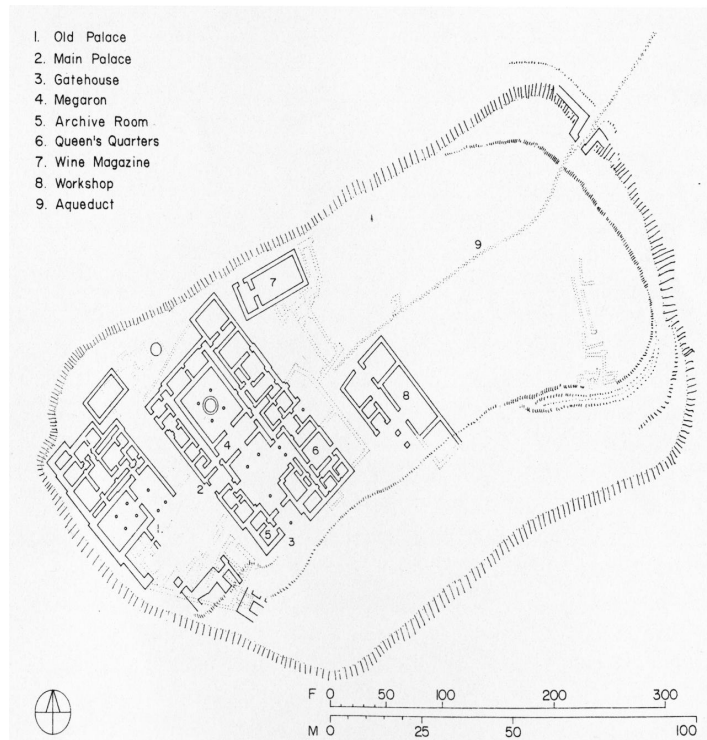 1. Old Palace
2. Main Palace
3. Gatehouse
4. Megaron
5. Archive Room
6. Queen's Quarters
7. Wine Magazine
8. Workshop
9. Aqueduct
9
7
8
4
6
2
1
5
3
F 0 50 100 200 300
M 0 25 50 100